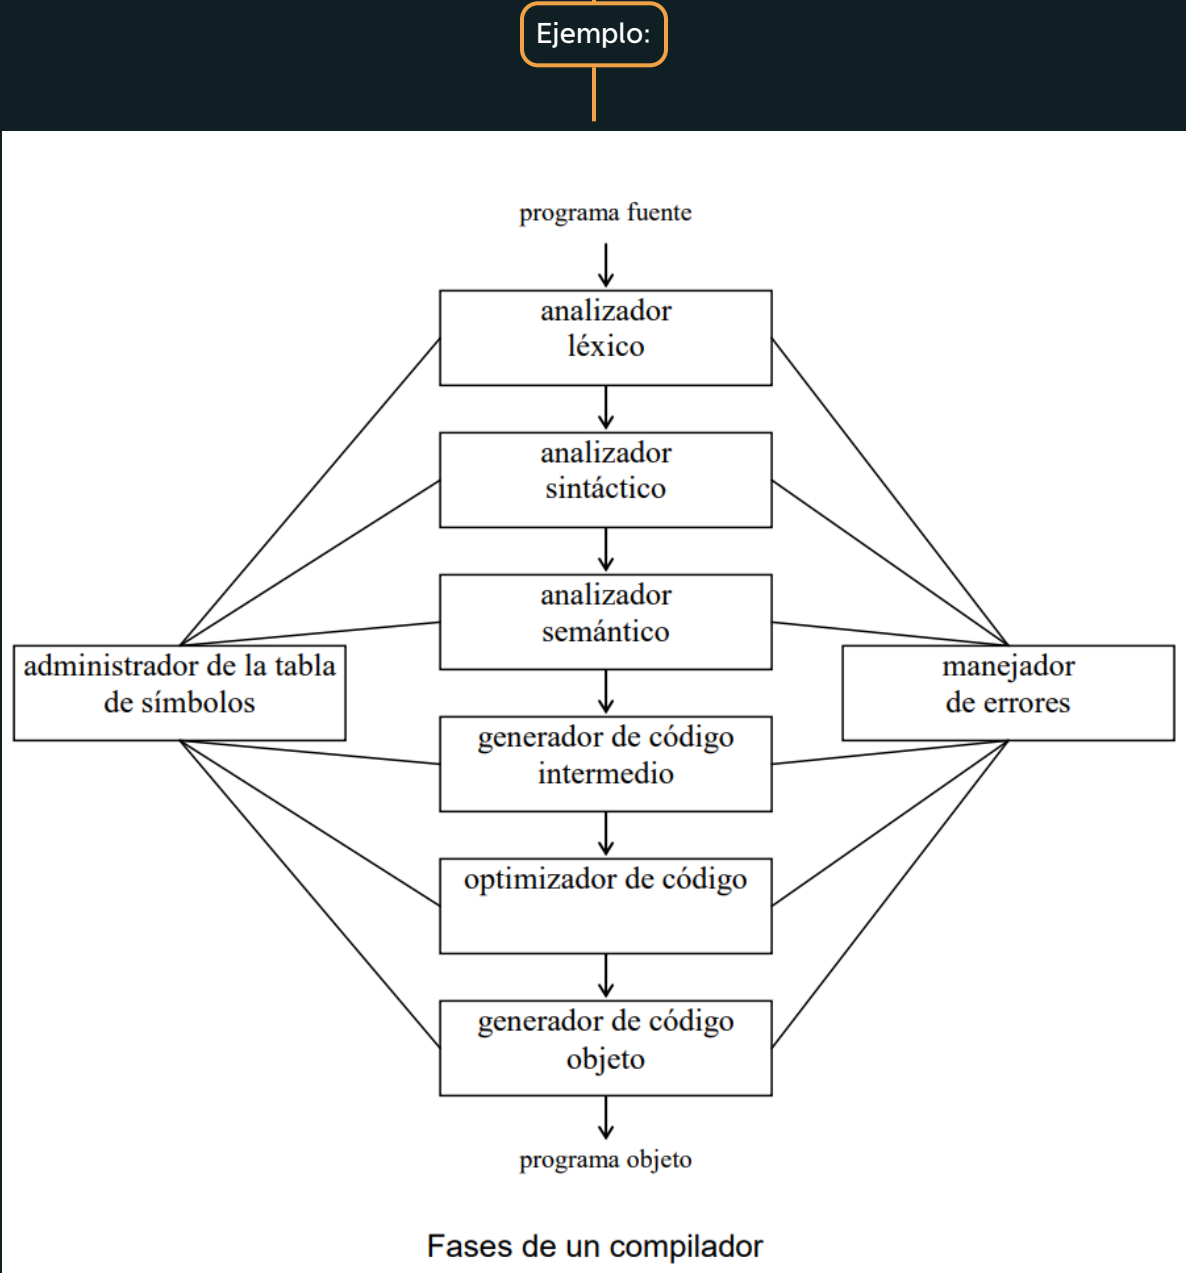 Ejemplo:
programa fuente
analizador
léxico
analizador
sintáctico
analizador
semántico
administrador de la tabla
de símbolos
manejador
de errores
generador de código
intermedio
optimizador de código
generador de código
objeto
programa objeto
Fases de un compilador